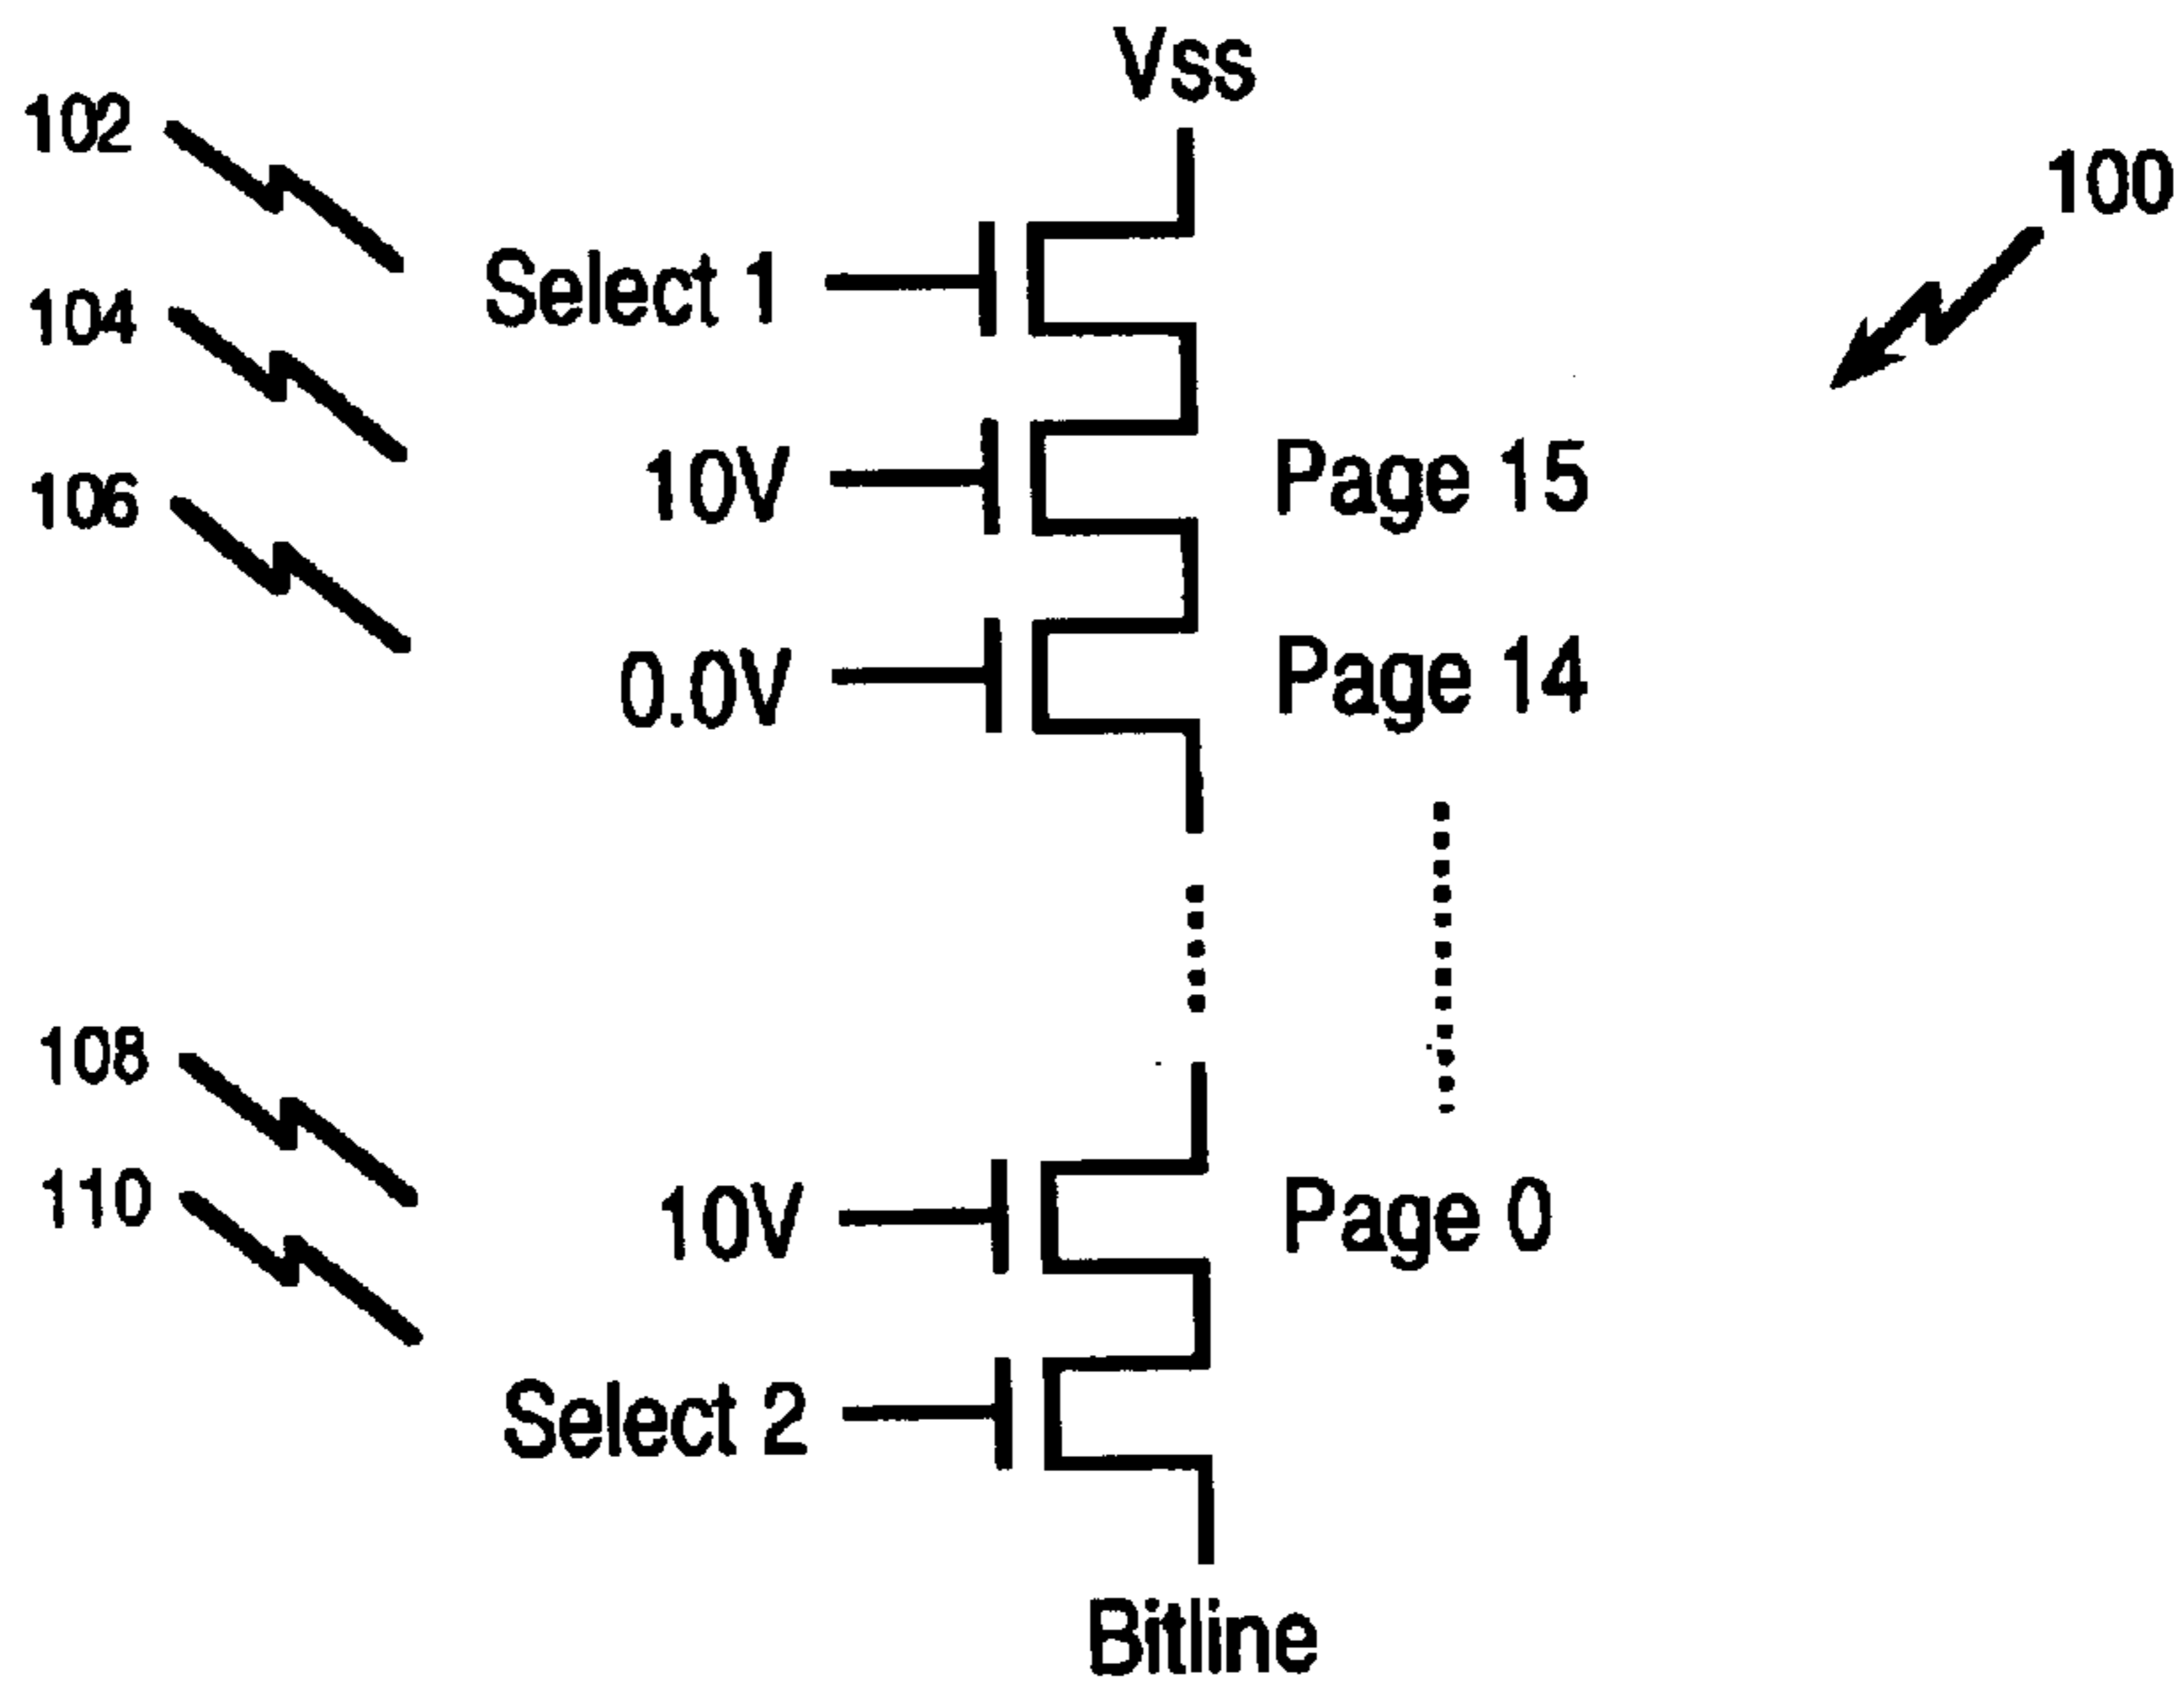 Vss
102
100
Select 1
104
10V
Page 15
106
0.0V
Page 14
108
10V
Page 0
110
Select 2
Bitline